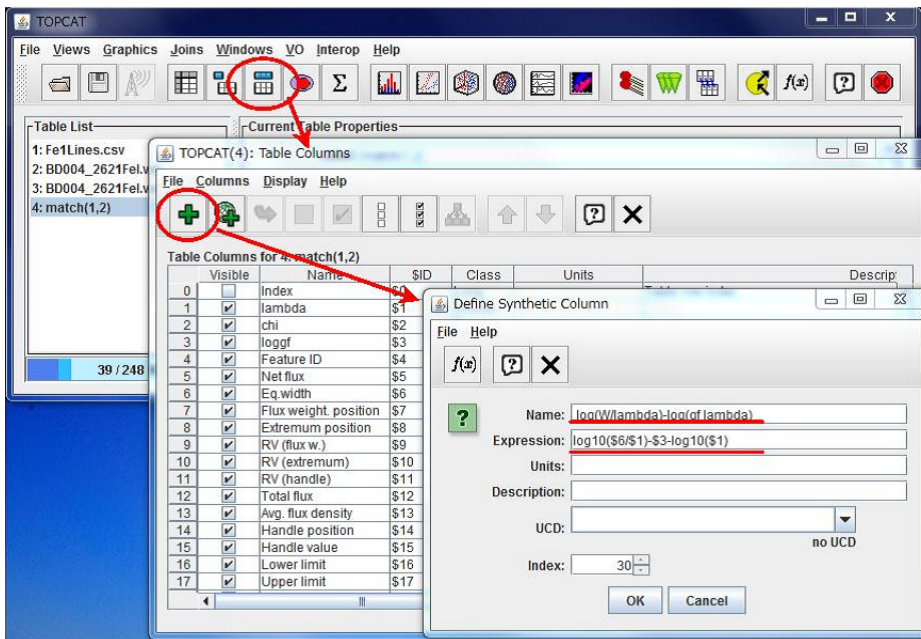 TOPCAT
File Views Graphics Joins Windows VO Interop Help
Σ f(x) ?
Table List
Current Table Properties
1: Fe1Lines.csv
2: BD004_2621FeI.v
3: BD004_2621FeI.v
4: match(1,2)
39 / 248
TOPCAT(4): Table Columns
File Columns Display Help
?
Table Columns for 4: match(1,2)
Visible Name $ID Class Units Descrip
0 Index $0
1 lambda $1
2 chi $2
3 loggf $3
4 Feature ID $4
5 Net flux $5
6 Eq.width $6
7 Flux weight. position $7
8 Extremum position $8
9 RV (flux w.) $9
10 RV (extremum) $10
11 RV (handle) $11
12 Total flux $12
13 Avg. flux density $13
14 Handle position $14
15 Handle value $15
16 Lower limit $16
17 Upper limit $17
Define Synthetic Column
File Help
f(x) ?
?
Name: log(W/lambda)-log(gf lambda)
Expression: log10($6/$1)-$3-log10($1)
Units:
Description:
UCD:
no UCD
Index: 30
OK Cancel